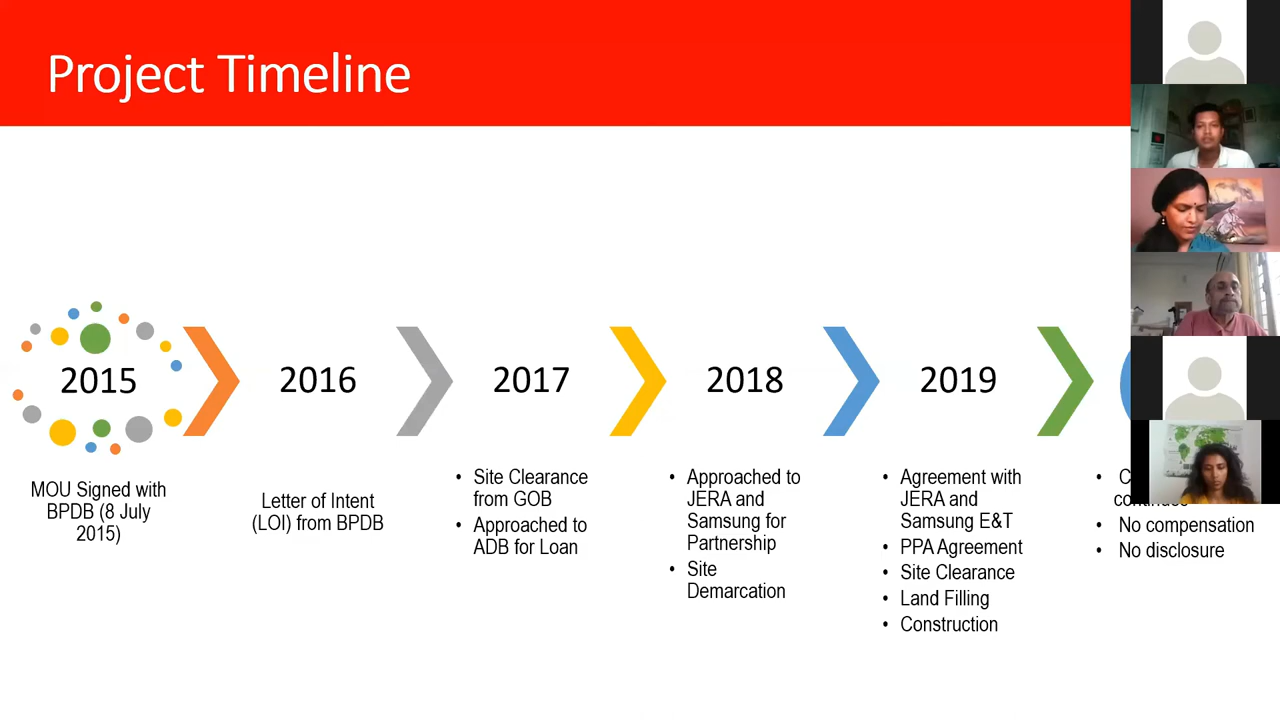 Project Timeline
2015
2016
2017
2018
2019
MOU Signed with
BPDB (8 July
2015)
Letter of Intent
(LOI) from BPDB
• Site Clearance
from GOB
• Approached to
ADB for Loan
• Approached to
JERA and
Samsung for
Partnership
• Site
Demarcation
• Agreement with
JERA and
Samsung E&T
• PPA Agreement
• Site Clearance
• Land Filling
• Construction
• No compensation
• No disclosure